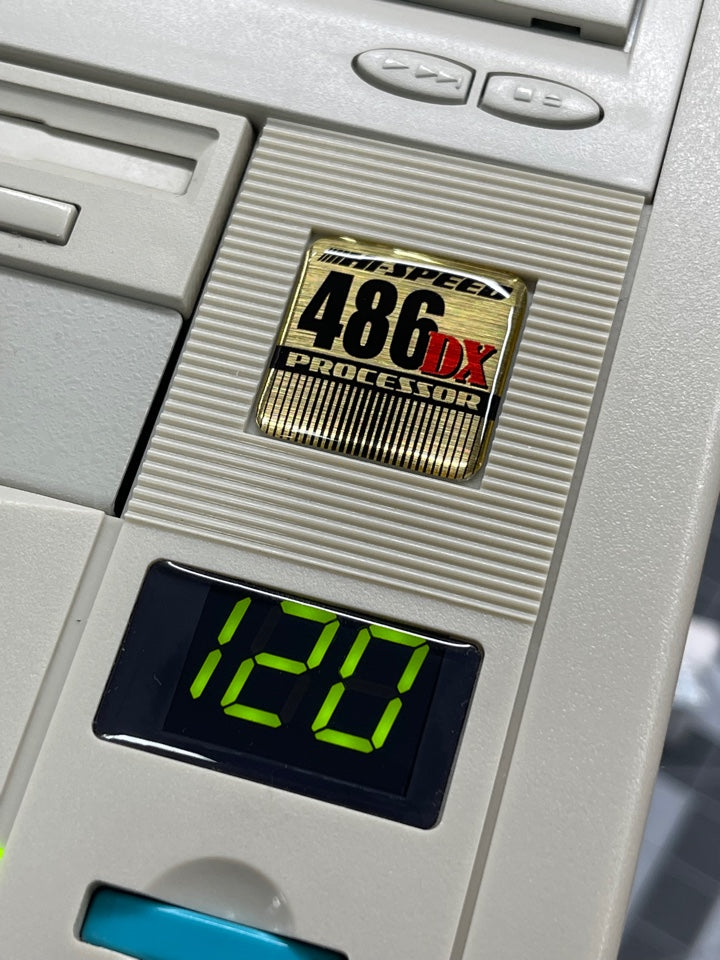 HI-SPEED
486DX
PROCESSOR
120